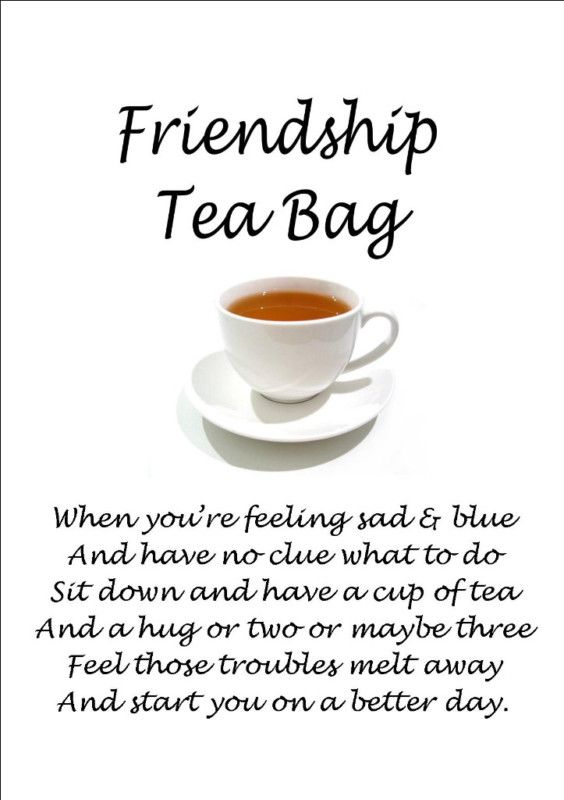 Friendship
Tea Bag
When you're feeling sad & blue
And have no clue what to do
Sit down and have a cup of tea
And a hug or two or maybe three
Feel those troubles melt away
And start you on a better day.